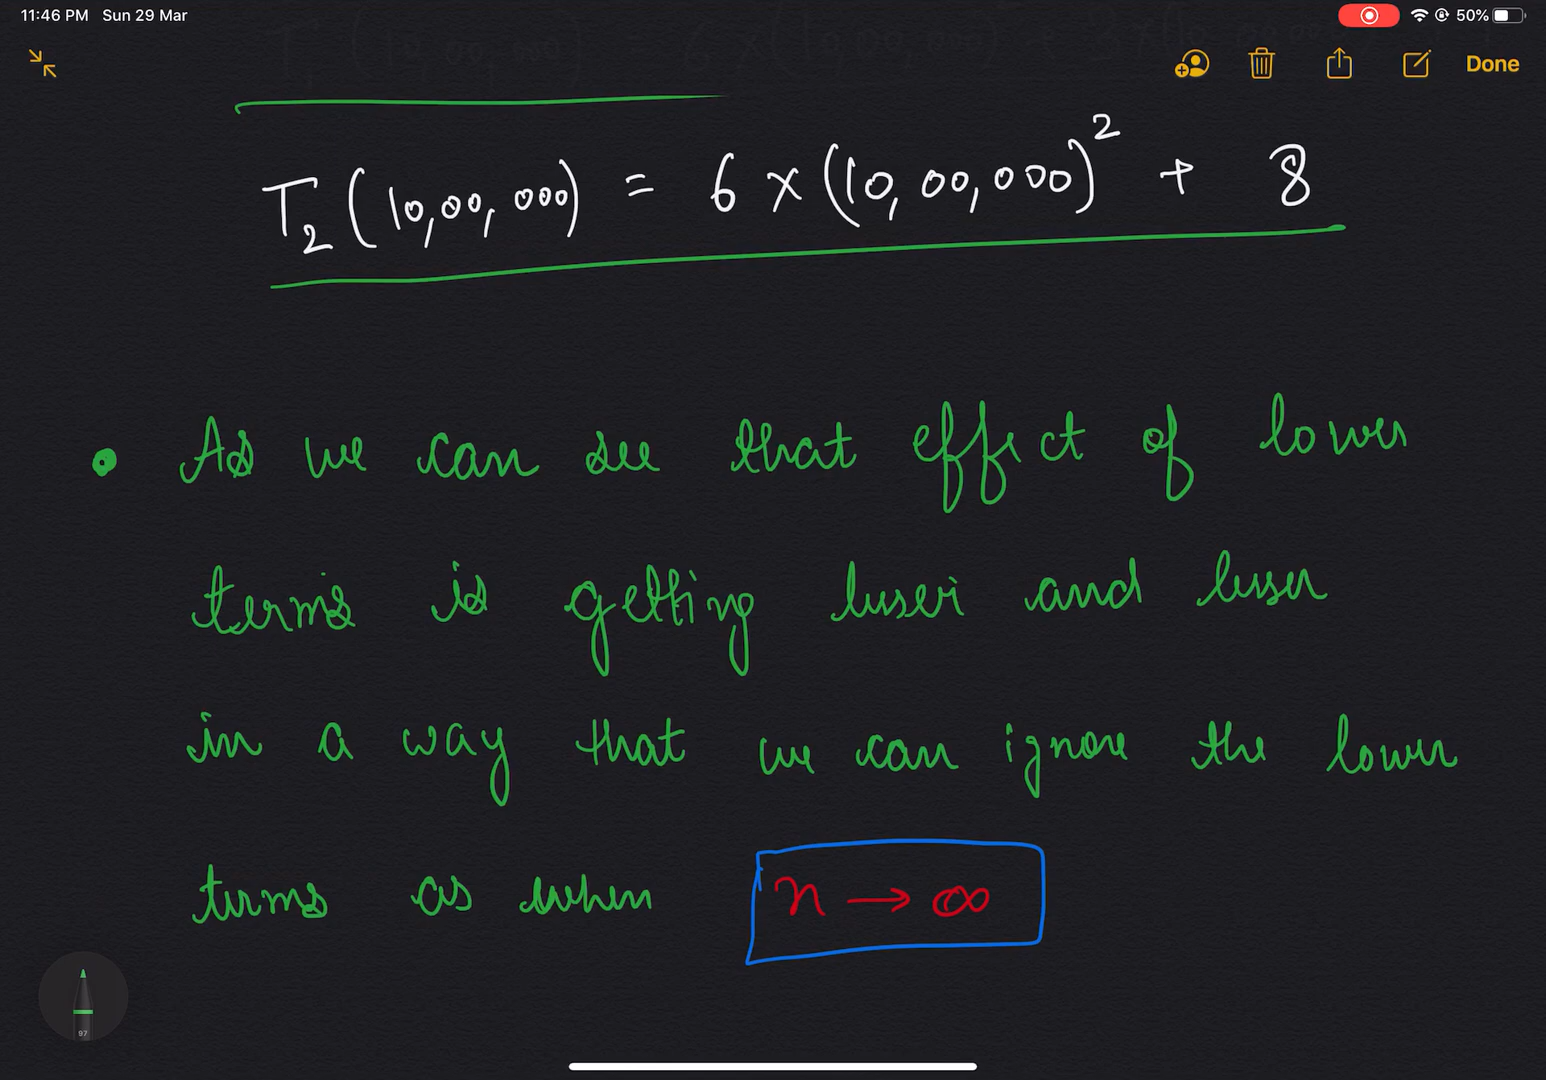 11:46 PM Sun 29 Mar 50%
Done
T₂ (10,00,000) = 6 × (10,00,000)² + 8
• As we can see that effect of lower
terms is getting lesser and lesser
in a way that we can ignore the lower
terms as when n → ∞
97